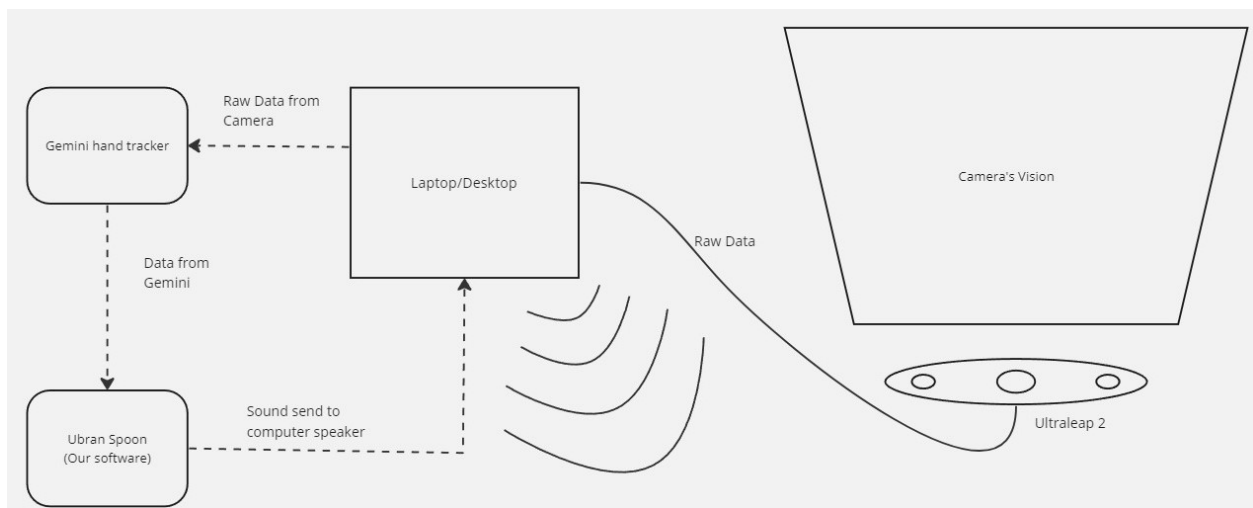 Raw Data from
Camera
Gemini hand tracker
Laptop/Desktop
Camera's Vision
Raw Data
Data from
Gemini
Sound send to
computer speaker
Ubran Spoon
(Our software)
Ultraleap 2